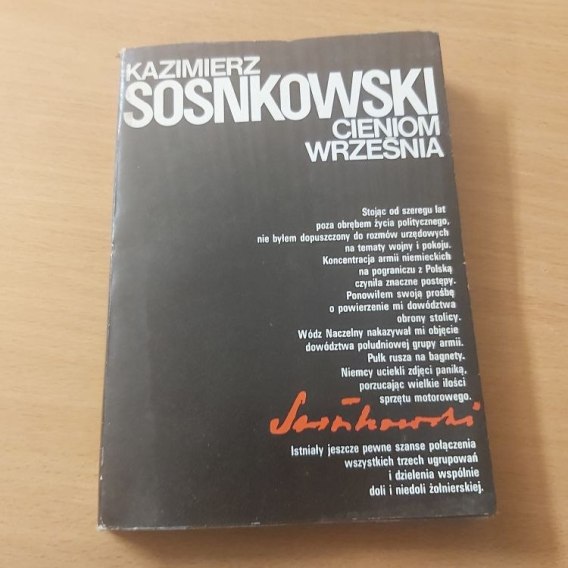 KAZIMIERZ
SOSNKOWSKI
CIENIOM
WRZEŚNIA
Stojąc od szeregu lat
poza obrębem życia politycznego,
nie byłem dopuszczony do rozmów urzędowych
na tematy wojny i pokoju.
Koncentracja armii niemieckich
na pograniczu z Polską
czyniła znaczne postępy.
Ponowiłem swoją prośbę
o powierzenie mi dowództwa
obrony stolicy.
Wódz Naczelny nakazywał mi objęcie
dowództwa południowej grupy armii.
Pułk rusza na bagnety.
Niemcy uciekli zdjęci paniką,
porzucając wielkie ilości
sprzętu motorowego.
Sosnkowski
Istniały jeszcze pewne szanse połączenia
wszystkich trzech ugrupowań
i dzielenia wspólnie
doli i niedoli żołnierskiej.